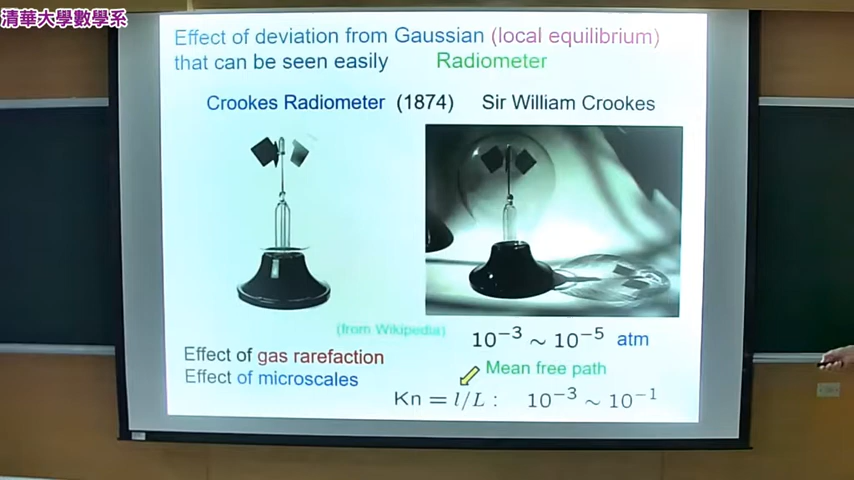 清華大學數學系
Effect of deviation from Gaussian (local equilibrium)
that can be seen easily Radiometer
Crookes Radiometer (1874) Sir William Crookes
(from Wikipedia)
10⁻³ ~ 10⁻⁵ atm
Effect of gas rarefaction
Effect of microscales
Mean free path
Kn = l/L : 10⁻³ ~ 10⁻¹